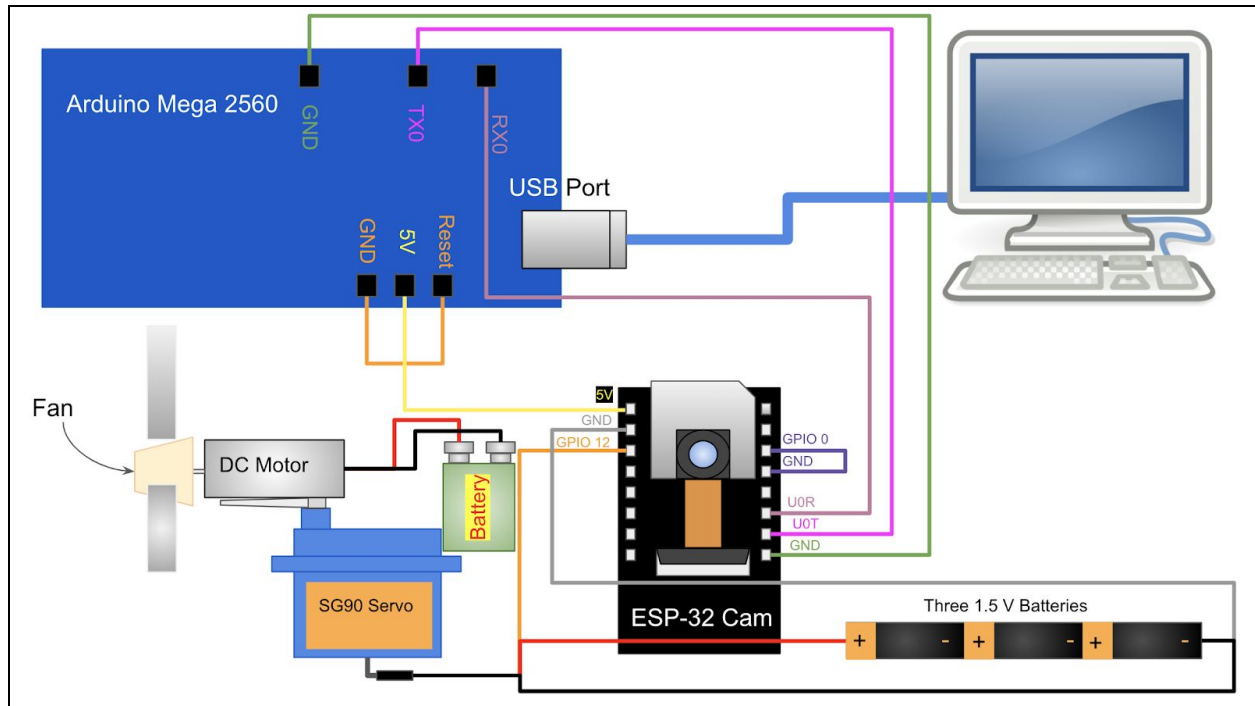 Arduino Mega 2560
GND
TX0
RX0
USB Port
GND
5V
Reset
Fan
DC Motor
Battery
SG90 Servo
5V
GND
GPIO 12
GPIO 0
GND
U0R
U0T
GND
ESP-32 Cam
Three 1.5 V Batteries
+ - + - + -